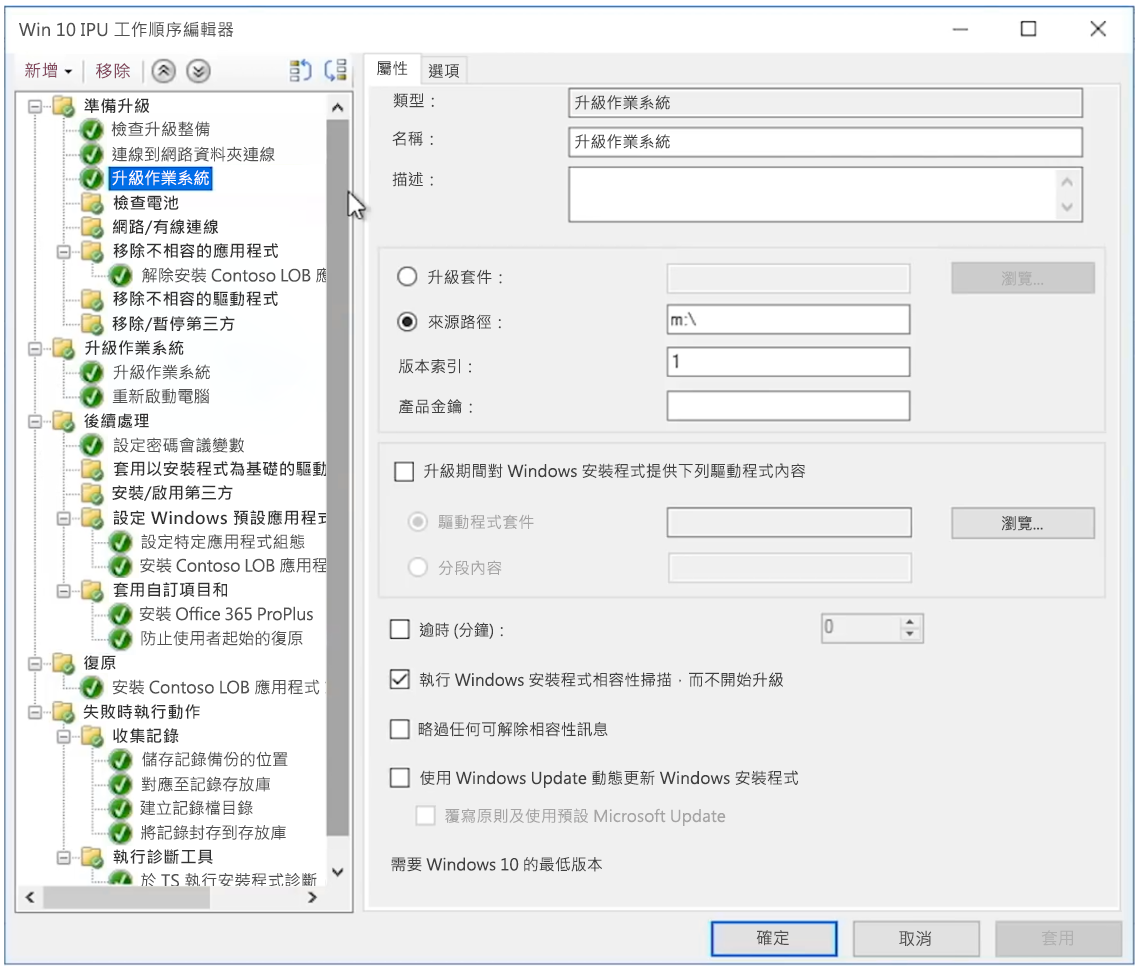 Win 10 IPU 工作順序編輯器
新增 移除
準備升級
檢查升級整備
連線到網路資料夾連線
升級作業系統
檢查電池
網路/有線連線
移除不相容的應用程式
解除安裝 Contoso LOB 應
移除不相容的驅動程式
移除/暫停第三方
升級作業系統
升級作業系統
重新啟動電腦
後續處理
設定密碼會議變數
套用以安裝程式為基礎的驅動
安裝/啟用第三方
設定 Windows 預設應用程式
設定特定應用程式組態
安裝 Contoso LOB 應用程
套用自訂項目和
安裝 Office 365 ProPlus
防止使用者起始的復原
復原
安裝 Contoso LOB 應用程式
失敗時執行動作
收集記錄
儲存記錄備份的位置
對應至記錄存放庫
建立記錄檔目錄
將記錄封存到存放庫
執行診斷工具
於 TS 執行安裝程式診斷
屬性 選項
類型： 升級作業系統
名稱： 升級作業系統
描述：
升級套件： 瀏覽...
來源路徑： m:\
版本索引： 1
產品金鑰：
升級期間對 Windows 安裝程式提供下列驅動程式內容
驅動程式套件 瀏覽...
分段內容
逾時 (分鐘)： 0
執行 Windows 安裝程式相容性掃描，而不開始升級
略過任何可解除相容性訊息
使用 Windows Update 動態更新 Windows 安裝程式
覆寫原則及使用預設 Microsoft Update
需要 Windows 10 的最低版本
確定 取消 套用